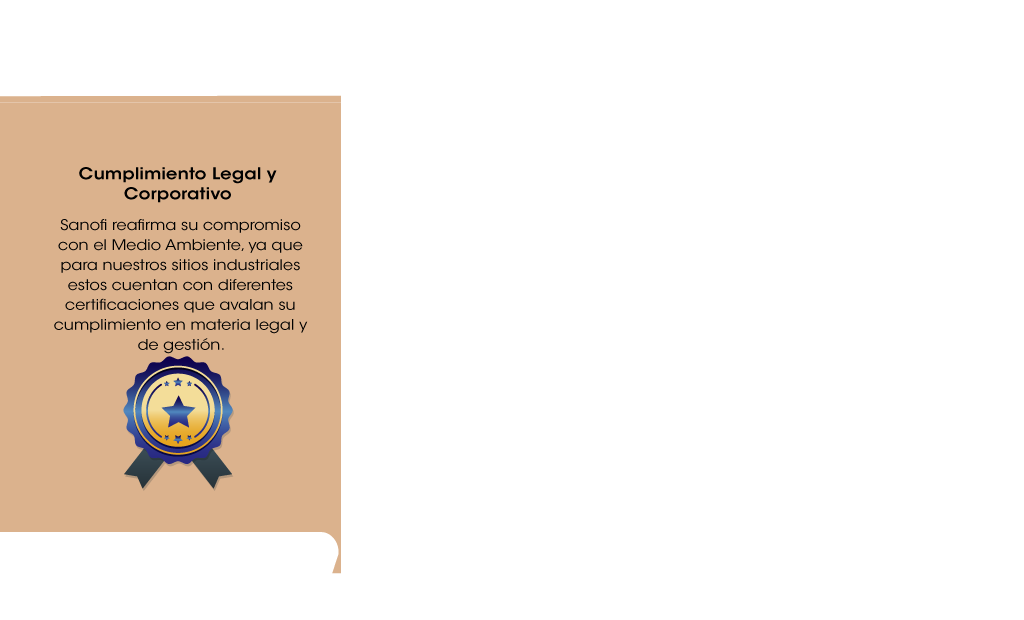 Cumplimiento Legal y
Corporativo
Sanofi reafirma su compromiso
con el Medio Ambiente, ya que
para nuestros sitios industriales
estos cuentan con diferentes
certificaciones que avalan su
cumplimiento en materia legal y
de gestión.